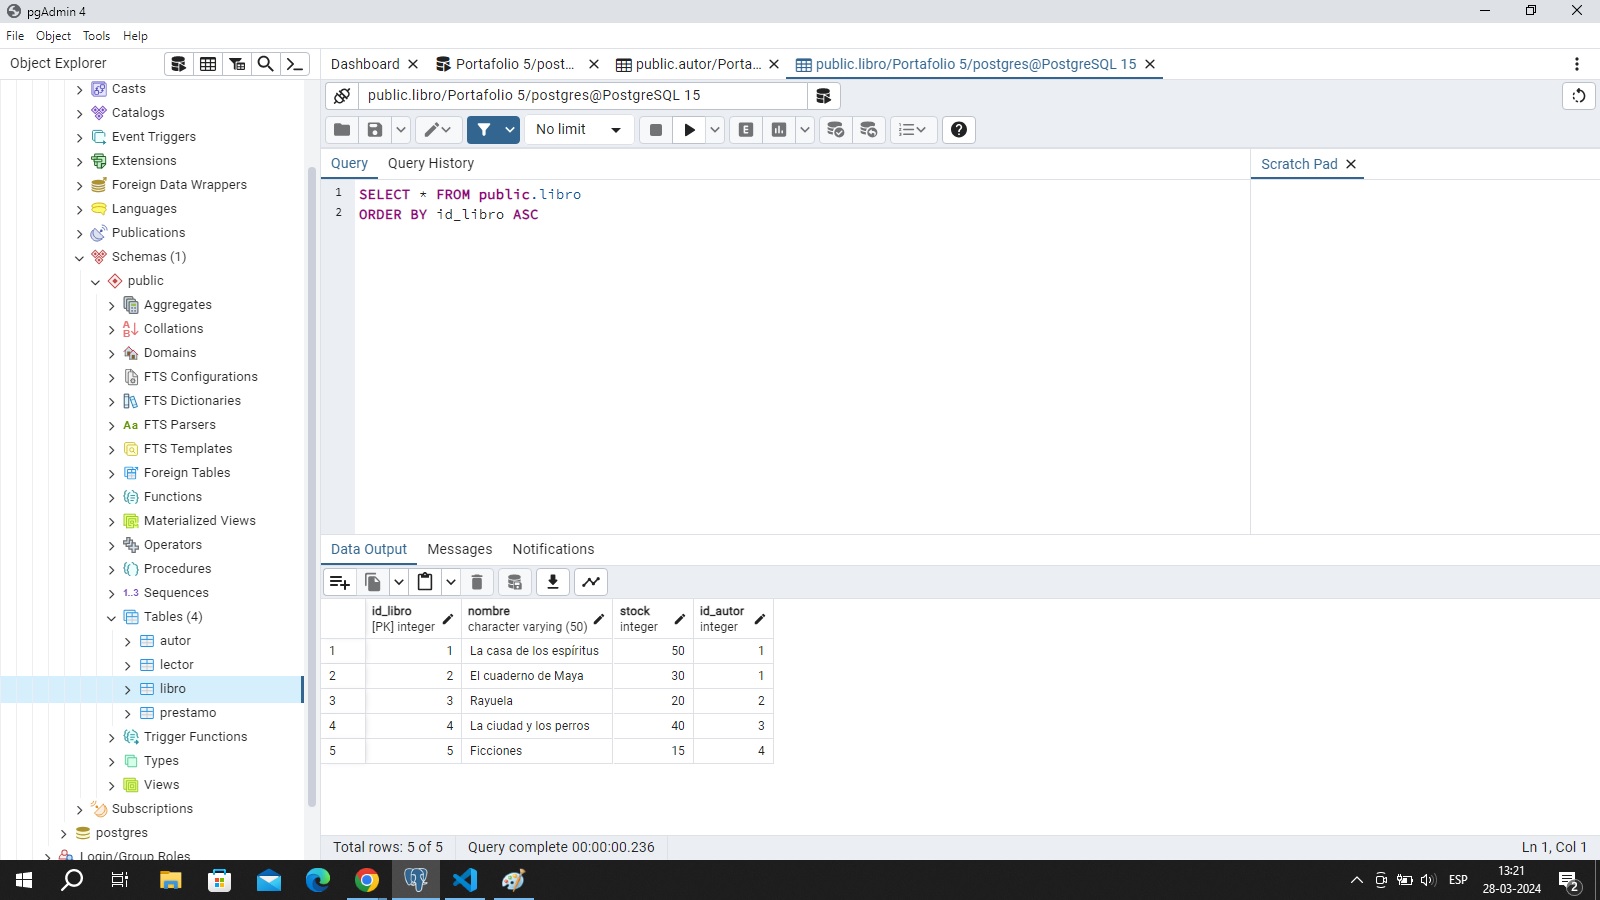 pgAdmin 4
File Object Tools Help
Object Explorer
Dashboard Portafolio 5/post... public.autor/Porta... public.libro/Portafolio 5/postgres@PostgreSQL 15
public.libro/Portafolio 5/postgres@PostgreSQL 15
No limit
E
Query Query History
Scratch Pad
1 SELECT * FROM public.libro
2 ORDER BY id_libro ASC
Casts
Catalogs
Event Triggers
Extensions
Foreign Data Wrappers
Languages
Publications
Schemas (1)
public
Aggregates
Collations
Domains
FTS Configurations
FTS Dictionaries
Aa FTS Parsers
FTS Templates
Foreign Tables
Functions
Materialized Views
Operators
Procedures
1..3 Sequences
Tables (4)
autor
lector
libro
prestamo
Trigger Functions
Types
Views
Subscriptions
postgres
Login/Group Roles
Data Output Messages Notifications
id_libro nombre stock id_autor
[PK] integer character varying (50) integer integer
1 1 La casa de los espíritus 50 1
2 2 El cuaderno de Maya 30 1
3 3 Rayuela 20 2
4 4 La ciudad y los perros 40 3
5 5 Ficciones 15 4
Total rows: 5 of 5 Query complete 00:00:00.236 Ln 1, Col 1
ESP
13:21
28-03-2024
2